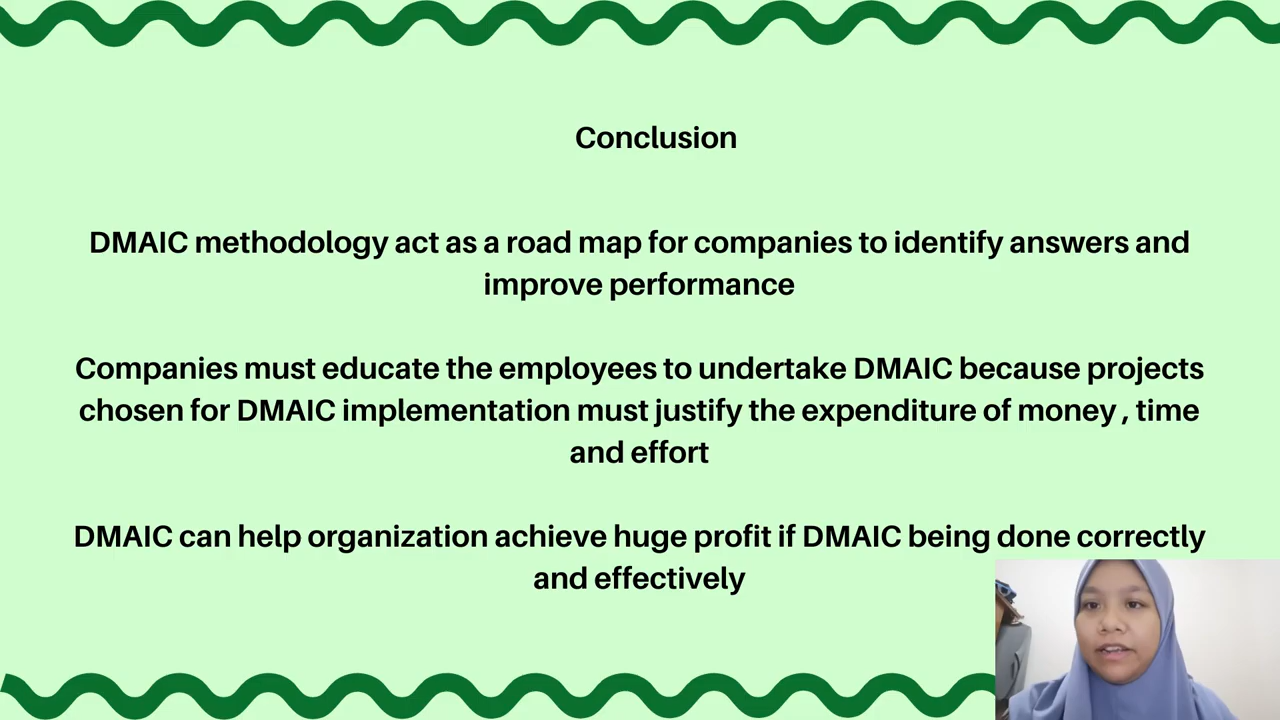 Conclusion
DMAIC methodology act as a road map for companies to identify answers and
improve performance
Companies must educate the employees to undertake DMAIC because projects
chosen for DMAIC implementation must justify the expenditure of money , time
and effort
DMAIC can help organization achieve huge profit if DMAIC being done correctly
and effectively